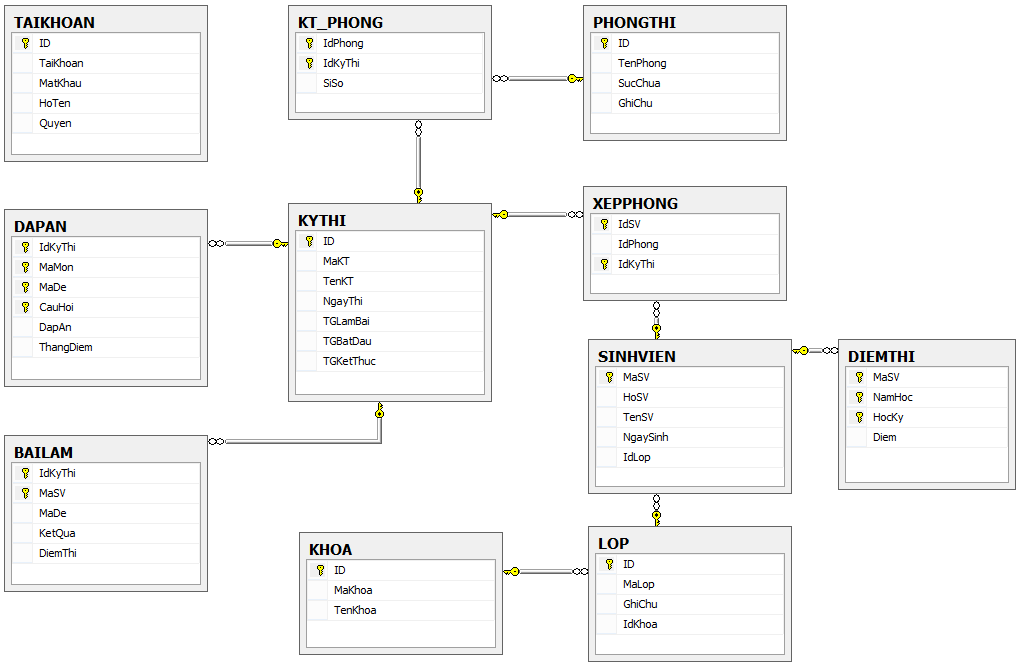 TAIKHOAN
ID
TaiKhoan
MatKhau
HoTen
Quyen
KT_PHONG
IdPhong
IdKyThi
SiSo
PHONGTHI
ID
TenPhong
SucChua
GhiChu
DAPAN
IdKyThi
MaMon
MaDe
CauHoi
DapAn
ThangDiem
KYTHI
ID
MaKT
TenKT
NgayThi
TGLamBai
TGBatDau
TGKetThuc
XEPPHONG
IdSV
IdPhong
IdKyThi
SINHVIEN
MaSV
HoSV
TenSV
NgaySinh
IdLop
DIEMTHI
MaSV
NamHoc
HocKy
Diem
BAILAM
IdKyThi
MaSV
MaDe
KetQua
DiemThi
KHOA
ID
MaKhoa
TenKhoa
LOP
ID
MaLop
GhiChu
IdKhoa